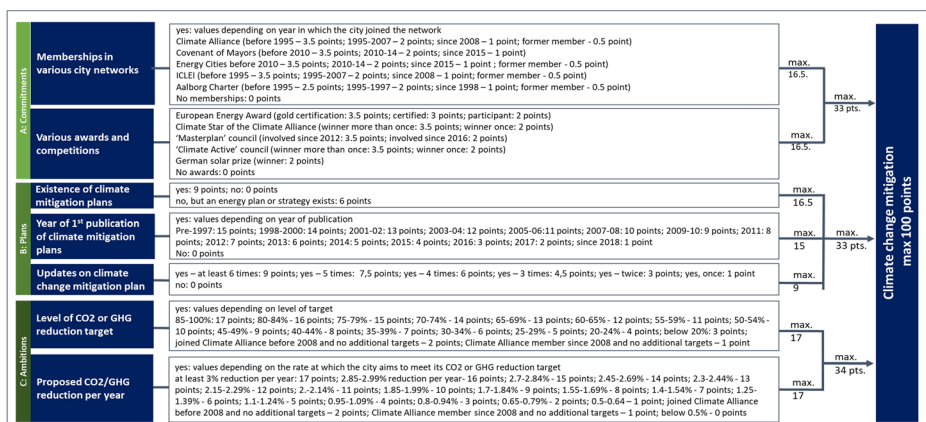 A: Commitments
Memberships in
various city networks
yes: values depending on year in which the city joined the network
Climate Alliance (before 1995 – 3.5 points; 1995-2007 – 2 points; since 2008 – 1 point; former member - 0.5 point)
Covenant of Mayors (before 2010 – 3.5 points; 2010-14 – 2 points; since 2015 – 1 point)
Energy Cities before 2010 – 3.5 points; 2010-14 – 2 points; since 2015 – 1 point ; former member - 0.5 point)
ICLEI (before 1995 - 3.5 points; 1995-2007 – 2 points; since 2008 – 1 point; former member - 0.5 point)
Aalborg Charter (before 1995 – 2.5 points; 1995-1997 – 2 points; since 1998 – 1 point; former member - 0.5 point)
No memberships: 0 points
max.
16.5.
Various awards and
competitions
European Energy Award (gold certification: 3.5 points; certified: 3 points; participant: 2 points)
Climate Star of the Climate Alliance (winner more than once: 3.5 points; winner once: 2 points)
‘Masterplan’ council (involved since 2012: 3.5 points; involved since 2016: 2 points)
‘Climate Active’ council (winner more than once: 3.5 points; winner once: 2 points)
German solar prize (winner: 2 points)
No awards: 0 points
max.
16.5.
max.
33 pts.
B: Plans
Existence of climate
mitigation plans
yes: 9 points; no: 0 points
no, but an energy plan or strategy exists: 6 points
max.
16.5
Year of 1st publication
of climate mitigation
plans
yes: values depending on year of publication
Pre-1997: 15 points; 1998-2000: 14 points; 2001-02: 13 points; 2003-04: 12 points; 2005-06:11 points; 2007-08: 10 points; 2009-10: 9 points; 2011: 8
points; 2012: 7 points; 2013: 6 points; 2014: 5 points; 2015: 4 points; 2016: 3 points; 2017: 2 points; since 2018: 1 point
No: 0 points
max.
15
Updates on climate
change mitigation plan
yes – at least 6 times: 9 points; yes – 5 times: 7,5 points; yes – 4 times: 6 points; yes – 3 times: 4,5 points; yes – twice: 3 points; yes, once: 1 point
no: 0 points
max.
9
max.
33 pts.
C: Ambitions
Level of CO2 or GHG
reduction target
yes: values depending on level of target
85-100%: 17 points; 80-84% - 16 points; 75-79% - 15 points; 70-74% - 14 points; 65-69% - 13 points; 60-65% - 12 points; 55-59% - 11 points; 50-54% -
10 points; 45-49% - 9 points; 40-44% - 8 points; 35-39% - 7 points; 30-34% - 6 points; 25-29% - 5 points; 20-24% - 4 points; below 20%: 3 points;
joined Climate Alliance before 2008 and no additional targets – 2 points; Climate Alliance member since 2008 and no additional targets – 1 point
max.
17
Proposed CO2/GHG
reduction per year
yes: values depending on the rate at which the city aims to meet its CO2 or GHG reduction target
at least 3% reduction per year: 17 points; 2.85-2.99% reduction per year- 16 points; 2.7-2.84% - 15 points; 2.45-2.69% - 14 points; 2.3-2.44% - 13
points; 2.15-2.29% - 12 points; 2.-2.14% - 11 points; 1.85-1.99% - 10 points; 1.7-1.84% - 9 points; 1.55-1.69% - 8 points; 1.4-1.54% - 7 points; 1.25-
1.39% - 6 points; 1.1-1.24% - 5 points; 0.95-1.09% - 4 points; 0.8-0.94% - 3 points; 0.65-0.79% - 2 points; 0.5-0.64 – 1 point; joined Climate Alliance
before 2008 and no additional targets – 2 points; Climate Alliance member since 2008 and no additional targets – 1 point; below 0.5% - 0 points
max.
17
max.
34 pts.
Climate change mitigation
max 100 points